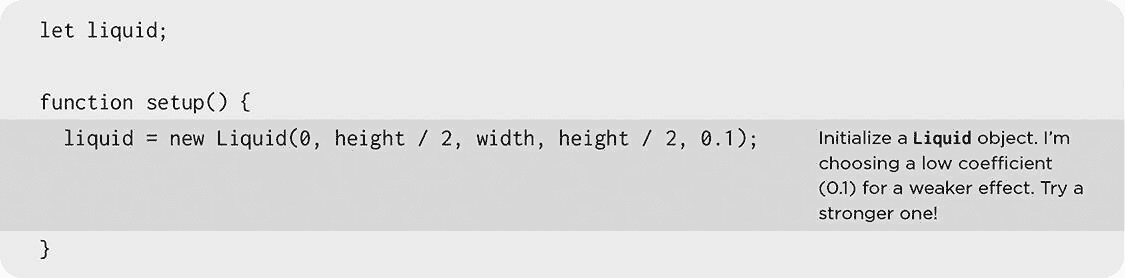 let liquid;
function setup() {
liquid = new Liquid(0, height / 2, width, height / 2, 0.1);
Initialize a Liquid object. I'm
choosing a low coefficient
(0.1) for a weaker effect. Try a
stronger one!
}